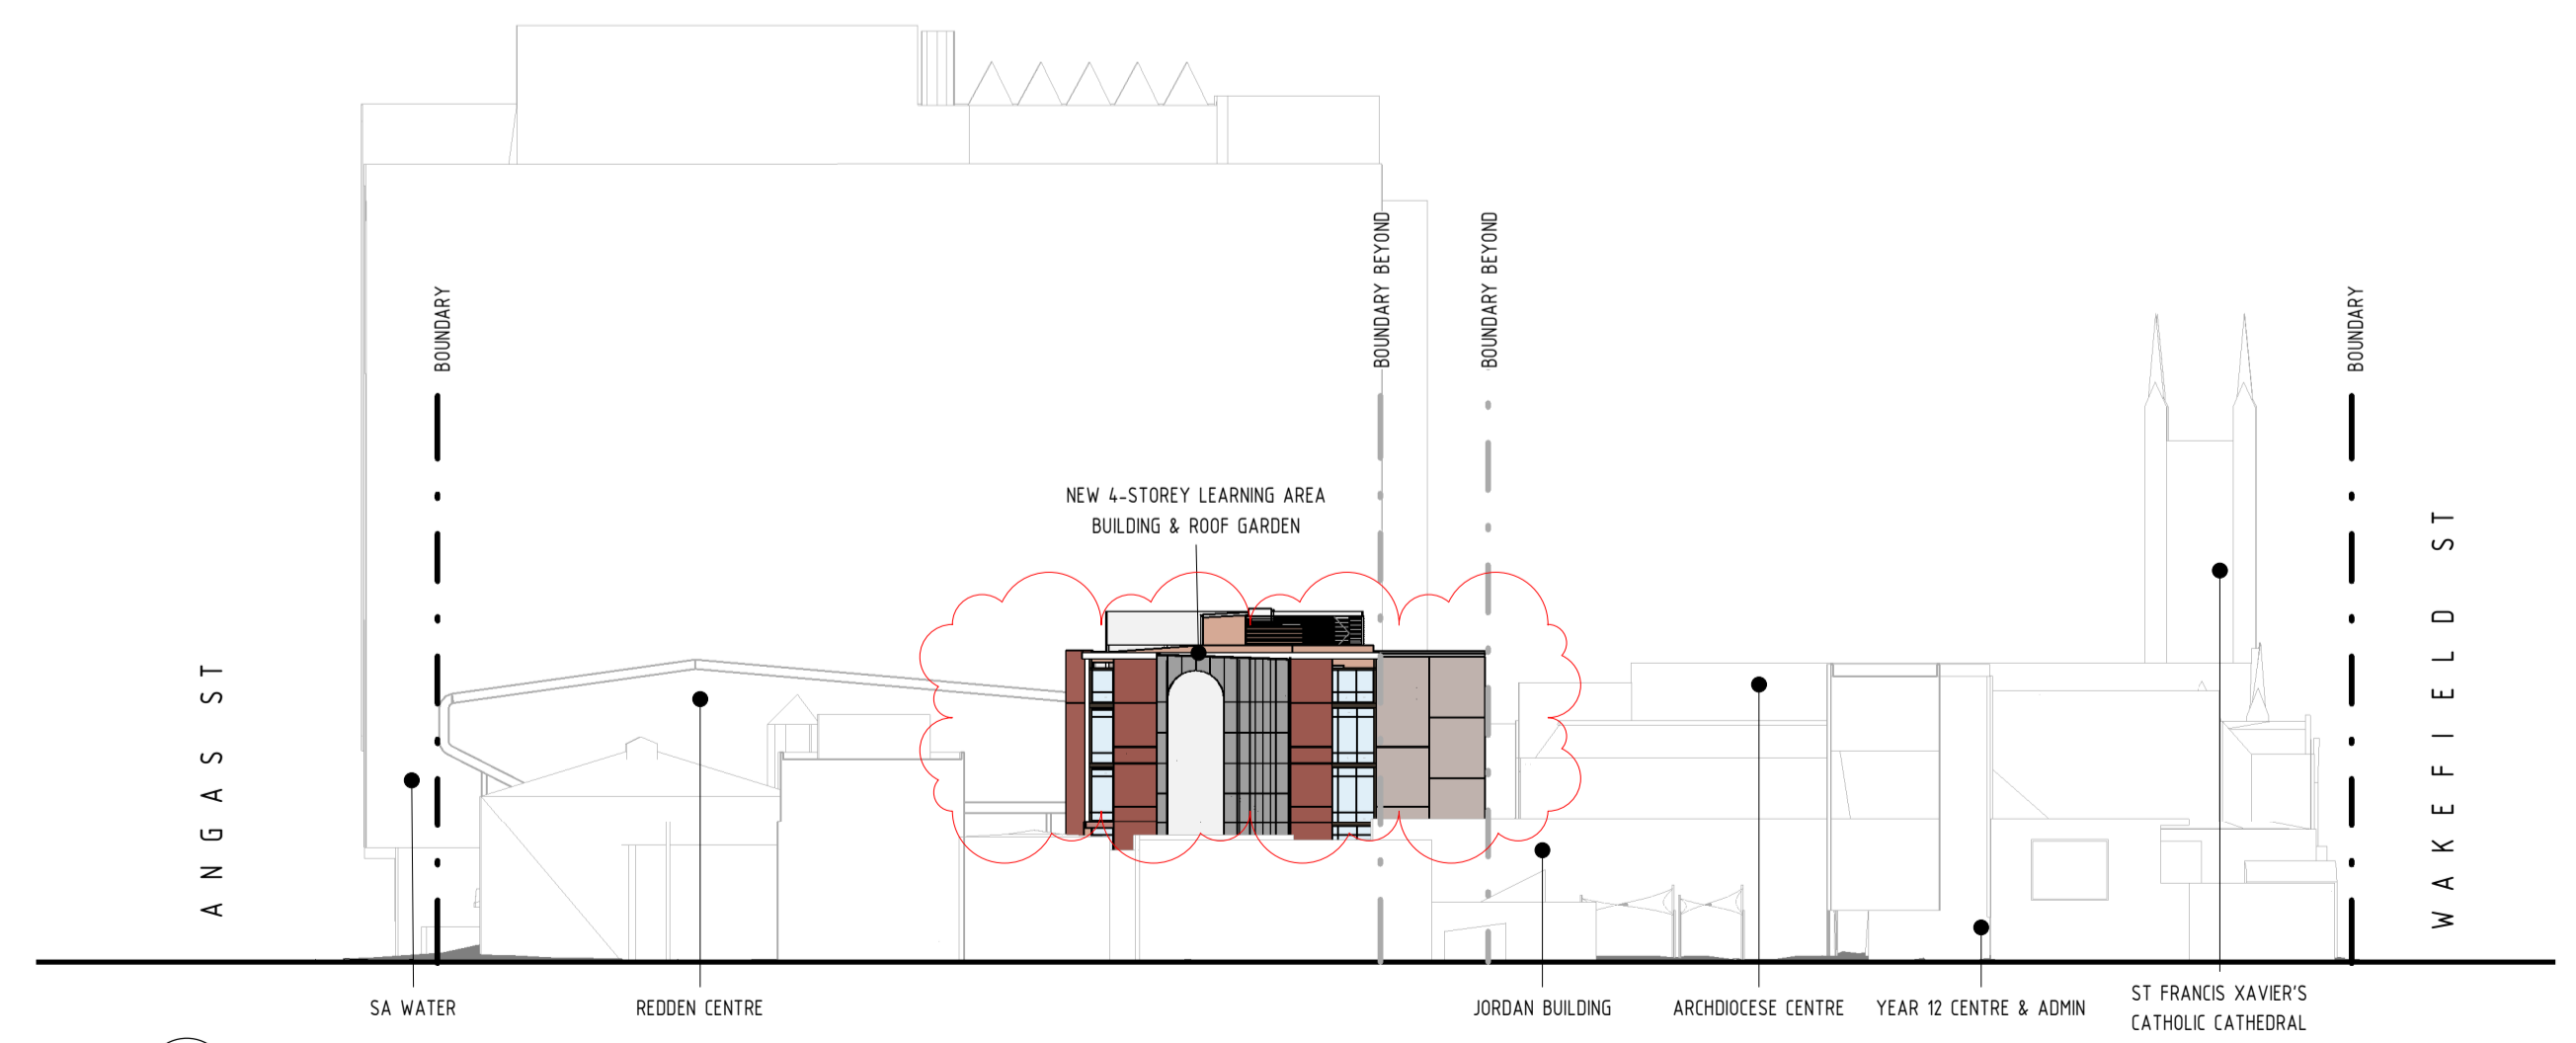 BOUNDARY
BOUNDARY BEYOND
BOUNDARY BEYOND
BOUNDARY
NEW 4-STOREY LEARNING AREA
BUILDING & ROOF GARDEN
ANGAS ST
WAKEFIELD ST
SA WATER
REDDEN CENTRE
JORDAN BUILDING
ARCHDIOCESE CENTRE
YEAR 12 CENTRE & ADMIN
ST FRANCIS XAVIER'S
CATHOLIC CATHEDRAL